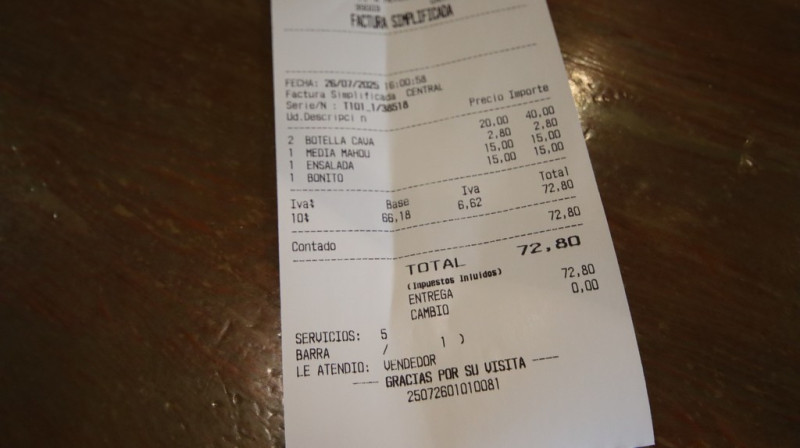 FACTURA SIMPLIFICADA
FECHA: 26/07/2025 16:00:58
Factura Simplificada CENTRAL
Serie/N : T101_1/38518
Ud.Descripci n Precio Importe
2 BOTELLA CAVA 20,00 40,00
1 MEDIA MAHOU 2,80 2,80
1 ENSALADA 15,00 15,00
1 BONITO 15,00 15,00
Iva% Base Iva Total
10% 66,18 6,62 72,80
Contado 72,80
TOTAL 72,80
(Impuestos Inluidos)
ENTREGA 72,80
CAMBIO 0,00
SERVICIOS: 5
BARRA / 1 )
LE ATENDIO: VENDEDOR
---- GRACIAS POR SU VISITA ----
25072601010081